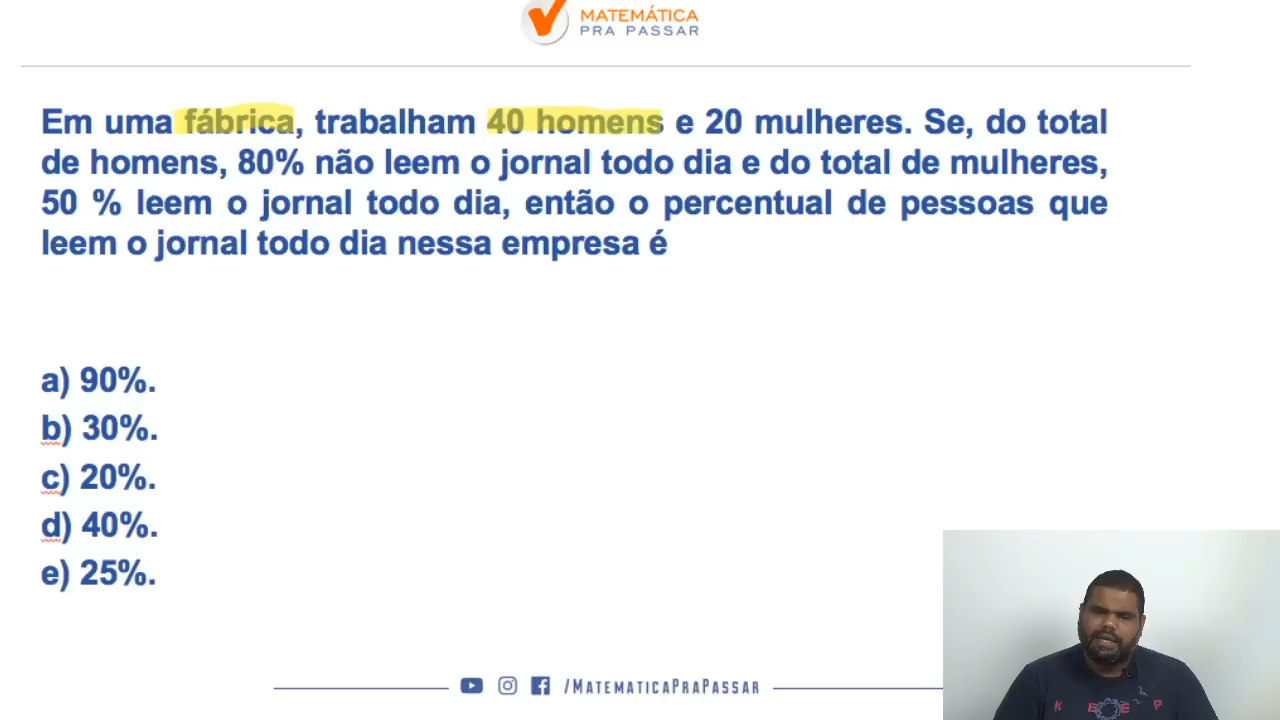 MATEMÁTICA
PRA PASSAR
Em uma fábrica, trabalham 40 homens e 20 mulheres. Se, do total
de homens, 80% não leem o jornal todo dia e do total de mulheres,
50 % leem o jornal todo dia, então o percentual de pessoas que
leem o jornal todo dia nessa empresa é
a) 90%.
b) 30%.
c) 20%.
d) 40%.
e) 25%.
/MATEMATICAPRAPASSAR
K E E P